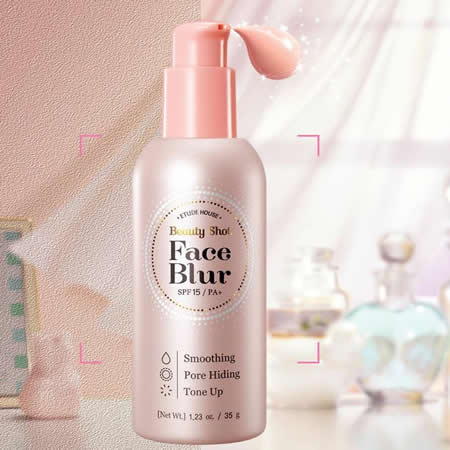 ETUDE HOUSE
Beauty Shot
Face
Blur
SPF15 / PA+
Smoothing
Pore Hiding
Tone Up
[Net Wt.] 1.23 oz. / 35 g